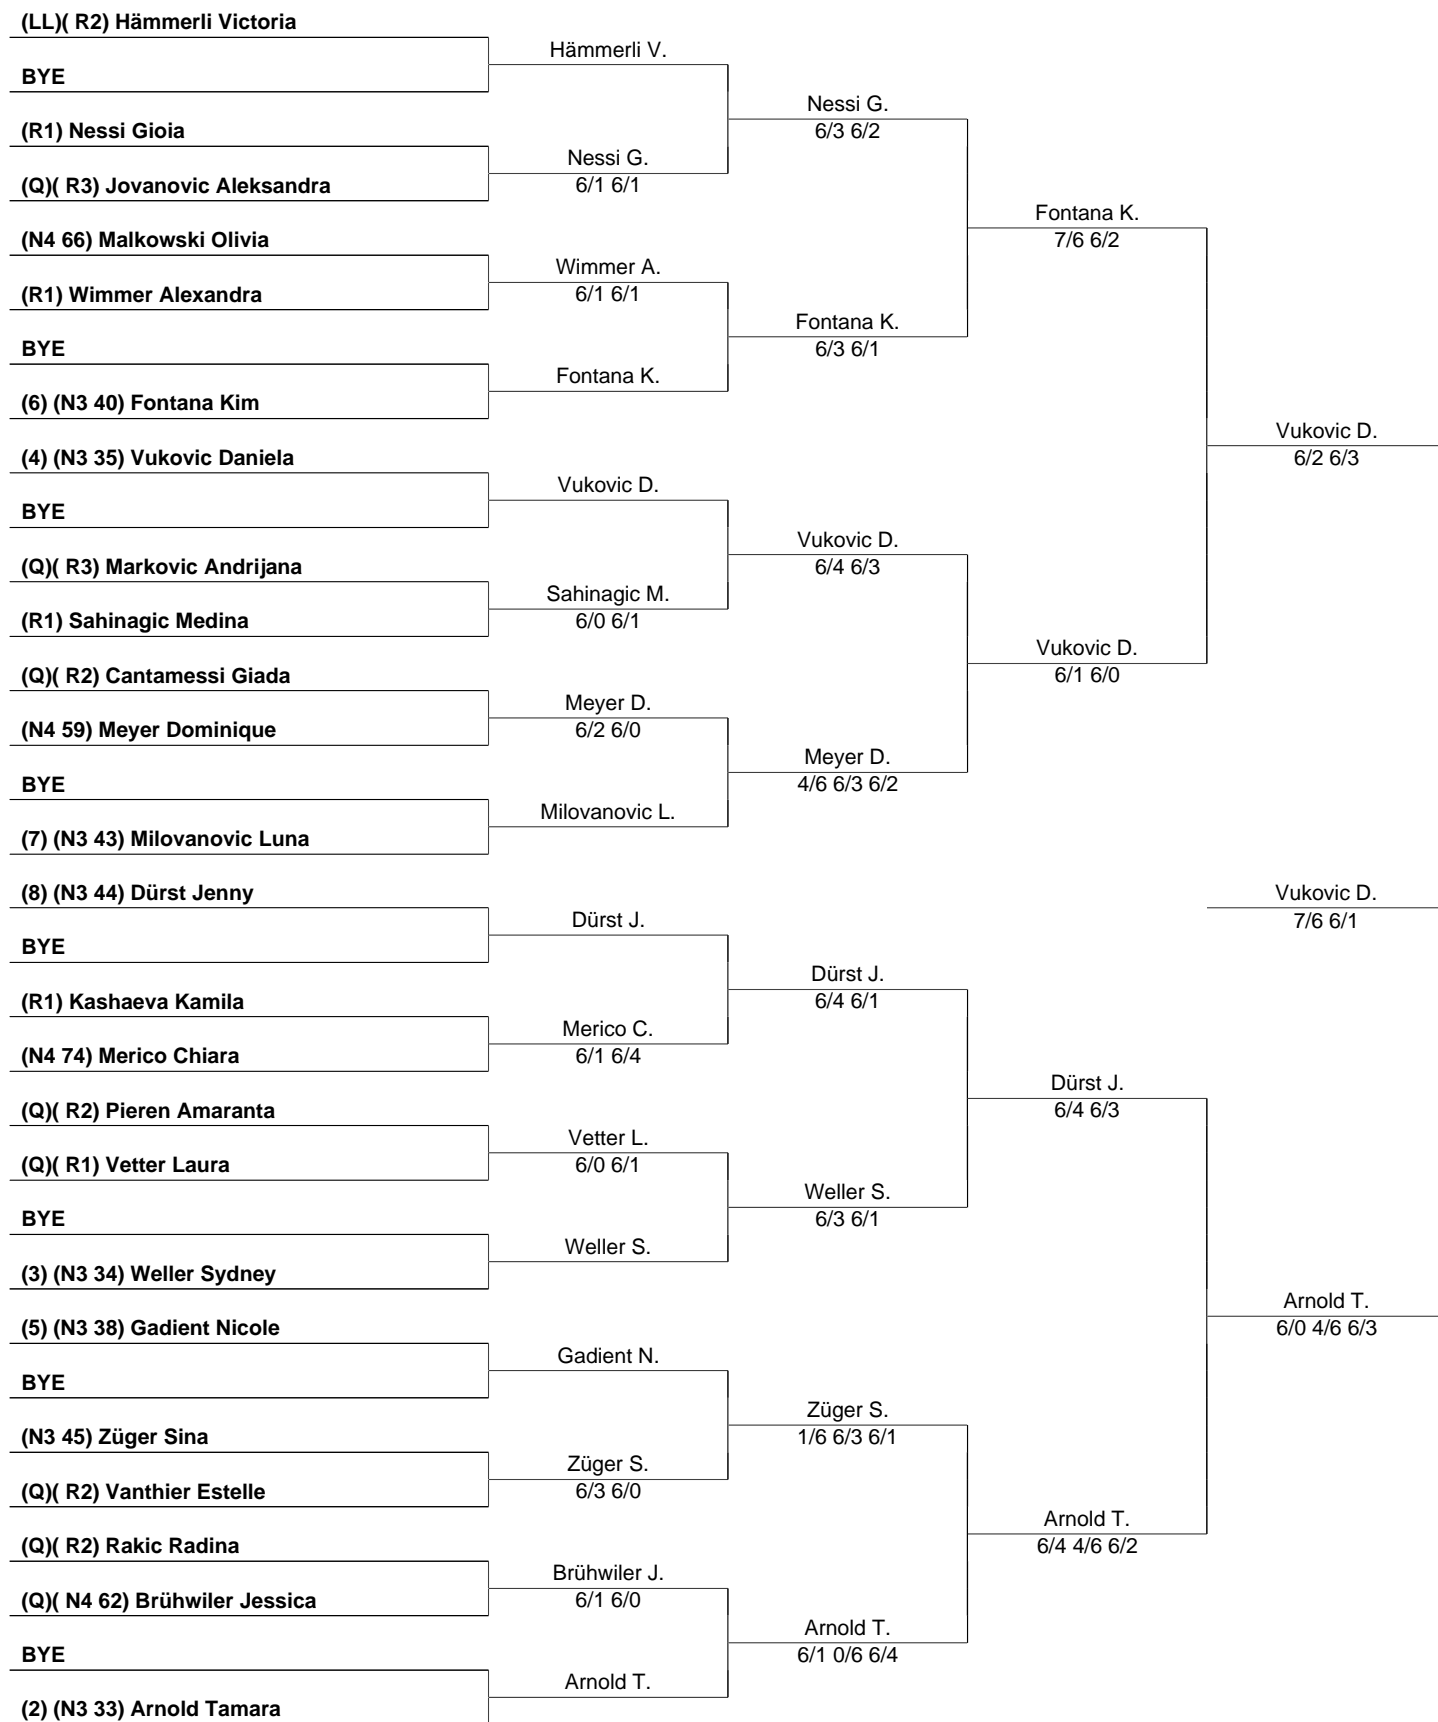 (LL)( R2) Hämmerli Victoria
Hämmerli V.
BYE
Nessi G.
6/3 6/2
(R1) Nessi Gioia
Nessi G.
6/1 6/1
(Q)( R3) Jovanovic Aleksandra
Fontana K.
7/6 6/2
(N4 66) Malkowski Olivia
Wimmer A.
6/1 6/1
(R1) Wimmer Alexandra
Fontana K.
6/3 6/1
BYE
Fontana K.
(6) (N3 40) Fontana Kim
Vukovic D.
6/2 6/3
(4) (N3 35) Vukovic Daniela
Vukovic D.
BYE
Vukovic D.
6/4 6/3
(Q)( R3) Markovic Andrijana
Sahinagic M.
6/0 6/1
(R1) Sahinagic Medina
Vukovic D.
6/1 6/0
(Q)( R2) Cantamessi Giada
Meyer D.
6/2 6/0
(N4 59) Meyer Dominique
Meyer D.
4/6 6/3 6/2
BYE
Milovanovic L.
(7) (N3 43) Milovanovic Luna
(8) (N3 44) Dürst Jenny
Vukovic D.
7/6 6/1
Dürst J.
BYE
Dürst J.
6/4 6/1
(R1) Kashaeva Kamila
Merico C.
6/1 6/4
(N4 74) Merico Chiara
Dürst J.
6/4 6/3
(Q)( R2) Pieren Amaranta
Vetter L.
6/0 6/1
(Q)( R1) Vetter Laura
Weller S.
6/3 6/1
BYE
Weller S.
(3) (N3 34) Weller Sydney
Arnold T.
6/0 4/6 6/3
(5) (N3 38) Gadient Nicole
Gadient N.
BYE
Züger S.
1/6 6/3 6/1
(N3 45) Züger Sina
Züger S.
6/3 6/0
(Q)( R2) Vanthier Estelle
Arnold T.
6/4 4/6 6/2
(Q)( R2) Rakic Radina
Brühwiler J.
6/1 6/0
(Q)( N4 62) Brühwiler Jessica
Arnold T.
6/1 0/6 6/4
BYE
Arnold T.
(2) (N3 33) Arnold Tamara